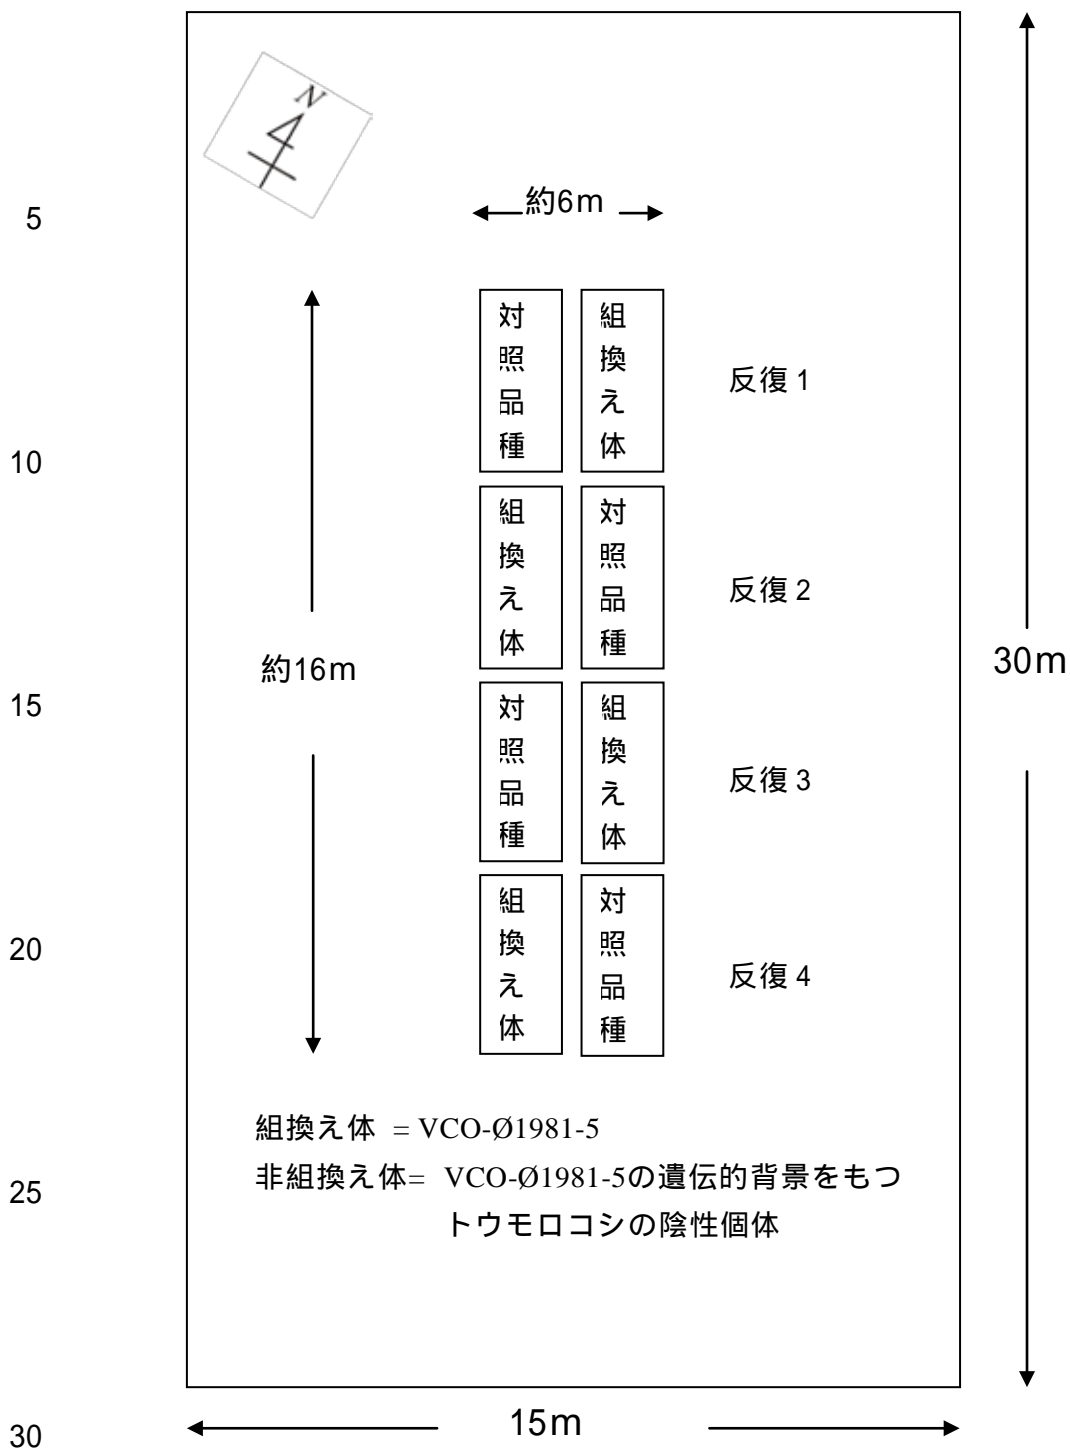 N
5
約6m
対照品種
組換え体
反復 1
10
組換え体
対照品種
反復 2
約16m
30m
15
対照品種
組換え体
反復 3
20
組換え体
対照品種
反復 4
組換え体 = VCO-Ø1981-5
25
非組換え体= VCO-Ø1981-5の遺伝的背景をもつ
トウモロコシの陰性個体
15m
30